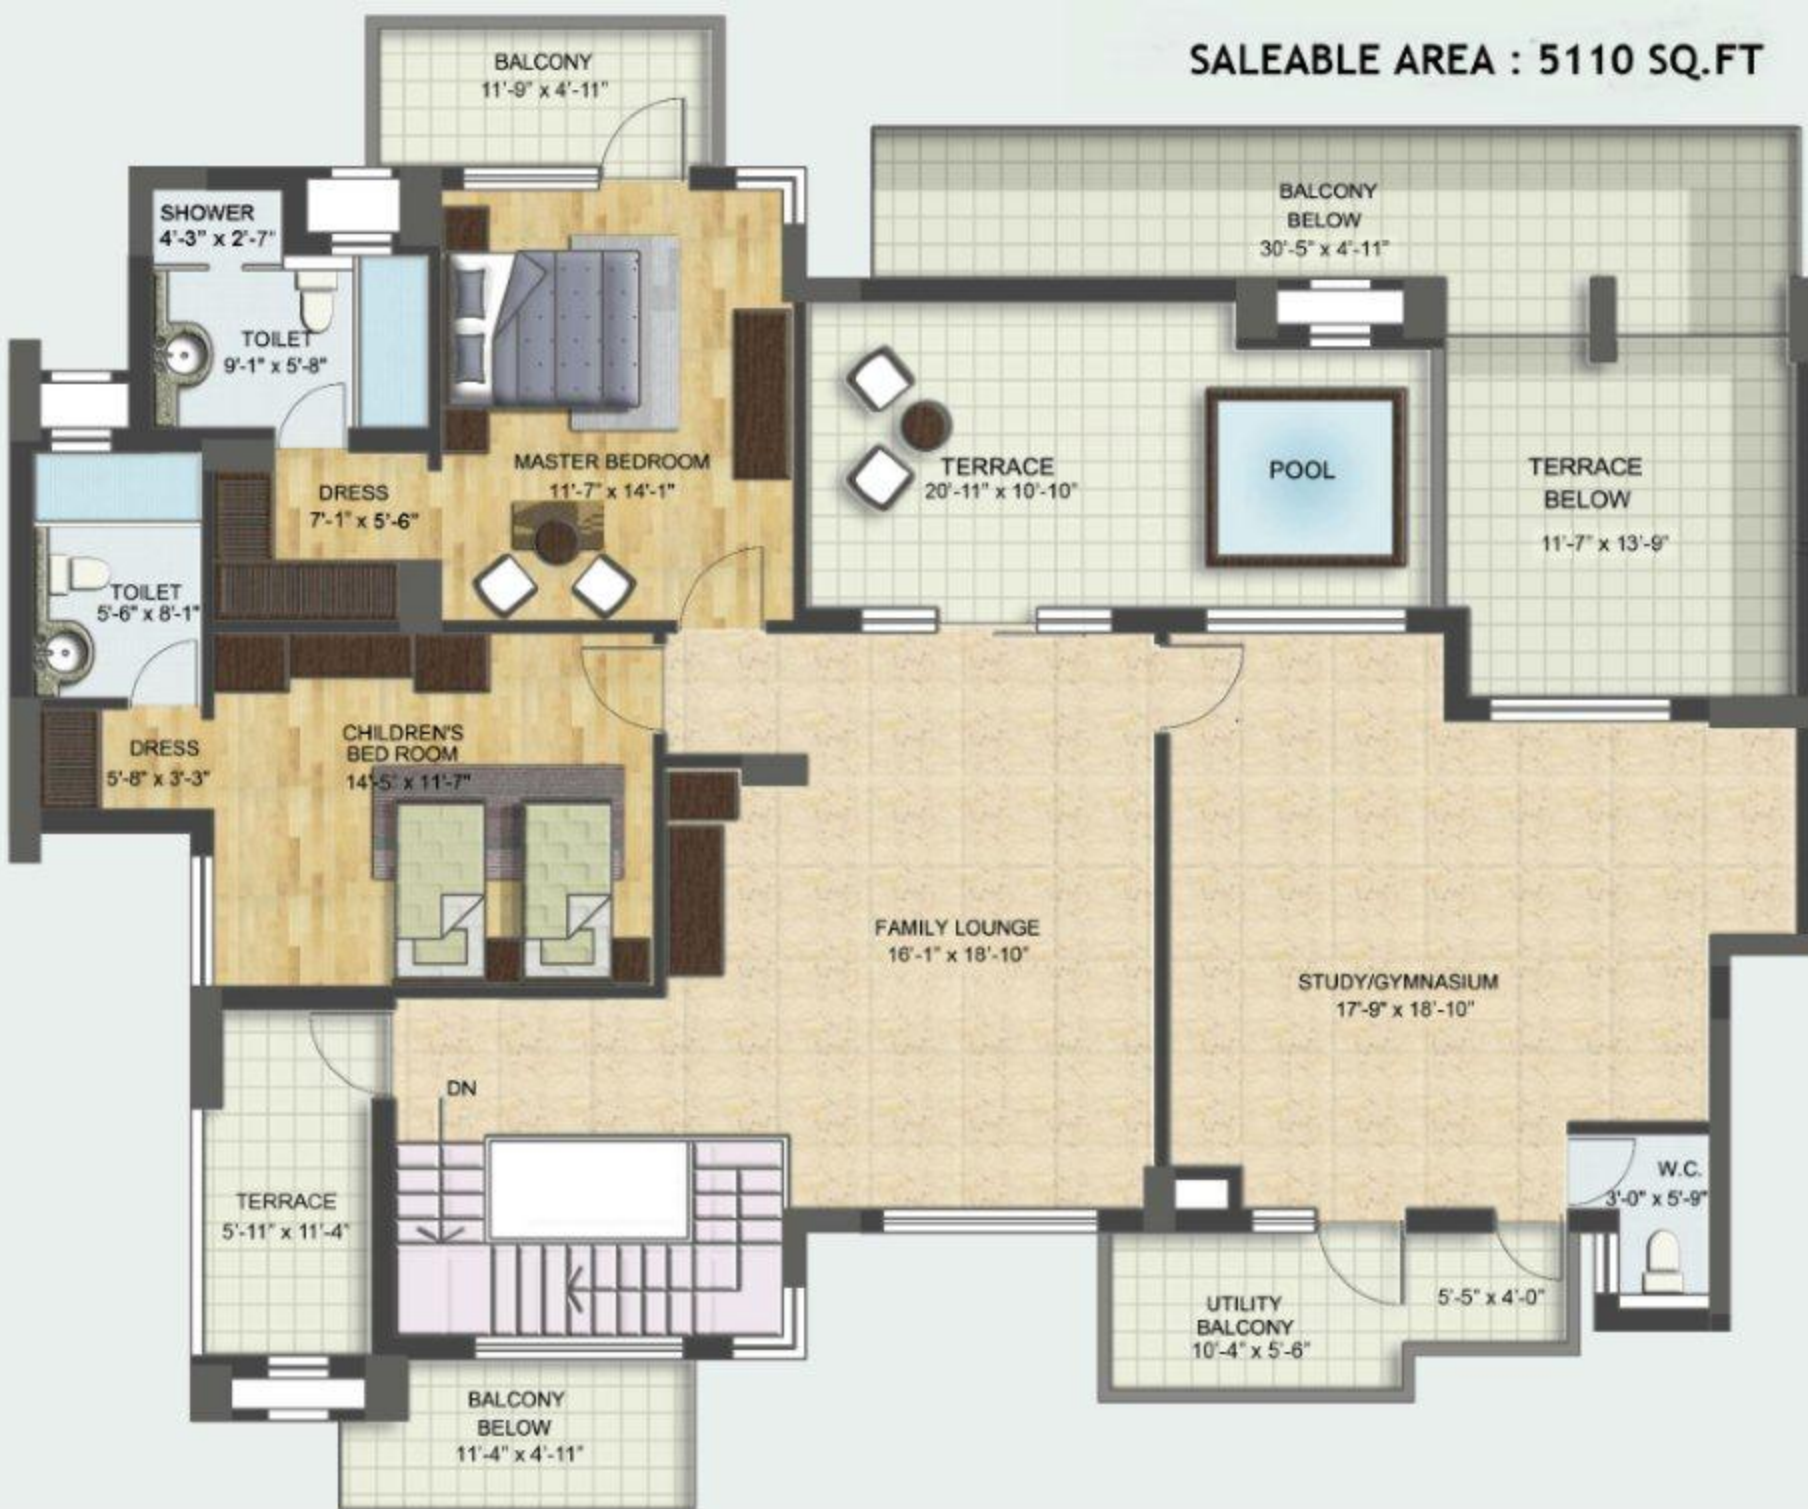 SALEABLE AREA : 5110 SQ.FT
BALCONY
11'-9" x 4'-11"
BALCONY
BELOW
30'-5" x 4'-11"
SHOWER
4'-3" x 2'-7"
TOILET
9'-1" x 5'-8"
MASTER BEDROOM
11'-7" x 14'-1"
DRESS
7'-1" x 5'-6"
TERRACE
20'-11" x 10'-10"
POOL
TERRACE
BELOW
11'-7" x 13'-9"
TOILET
5'-6" x 8'-1"
DRESS
5'-8" x 3'-3"
CHILDREN'S
BED ROOM
14'-5" x 11'-7"
FAMILY LOUNGE
16'-1" x 18'-10"
STUDY/GYMNASIUM
17'-9" x 18'-10"
DN
TERRACE
5'-11" x 11'-4"
W.C.
3'-0" x 5'-9"
UTILITY
BALCONY
10'-4" x 5'-6"
5'-5" x 4'-0"
BALCONY
BELOW
11'-4" x 4'-11"